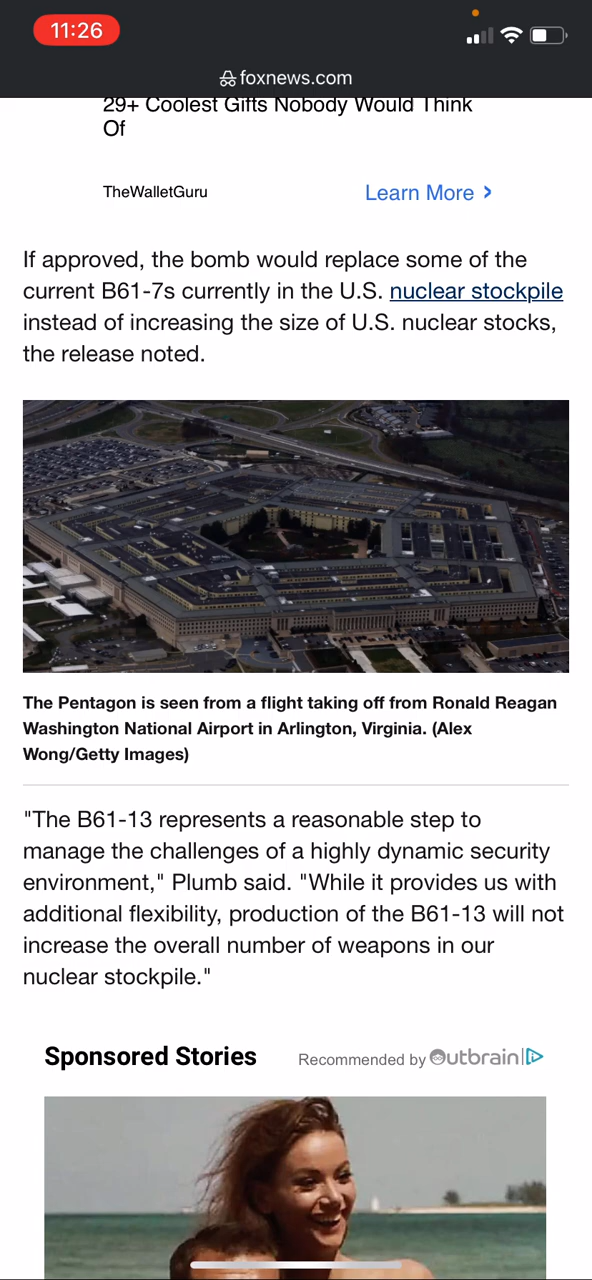 11:26
foxnews.com
29+ Coolest Gifts Nobody Would Think
Of
TheWalletGuru
Learn More
If approved, the bomb would replace some of the
current B61-7s currently in the U.S. nuclear stockpile
instead of increasing the size of U.S. nuclear stocks,
the release noted.
The Pentagon is seen from a flight taking off from Ronald Reagan
Washington National Airport in Arlington, Virginia. (Alex
Wong/Getty Images)
"The B61-13 represents a reasonable step to
manage the challenges of a highly dynamic security
environment," Plumb said. "While it provides us with
additional flexibility, production of the B61-13 will not
increase the overall number of weapons in our
nuclear stockpile."
Sponsored Stories
Recommended by Outbrain